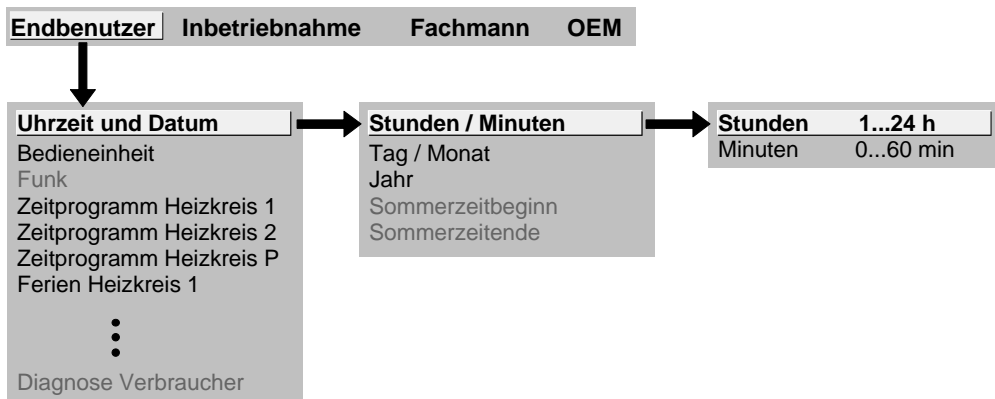 Endbenutzer Inbetriebnahme Fachmann OEM
Uhrzeit und Datum
Bedieneinheit
Funk
Zeitprogramm Heizkreis 1
Zeitprogramm Heizkreis 2
Zeitprogramm Heizkreis P
Ferien Heizkreis 1
Diagnose Verbraucher
Stunden / Minuten
Tag / Monat
Jahr
Sommerzeitbeginn
Sommerzeitende
Stunden 1...24 h
Minuten 0...60 min